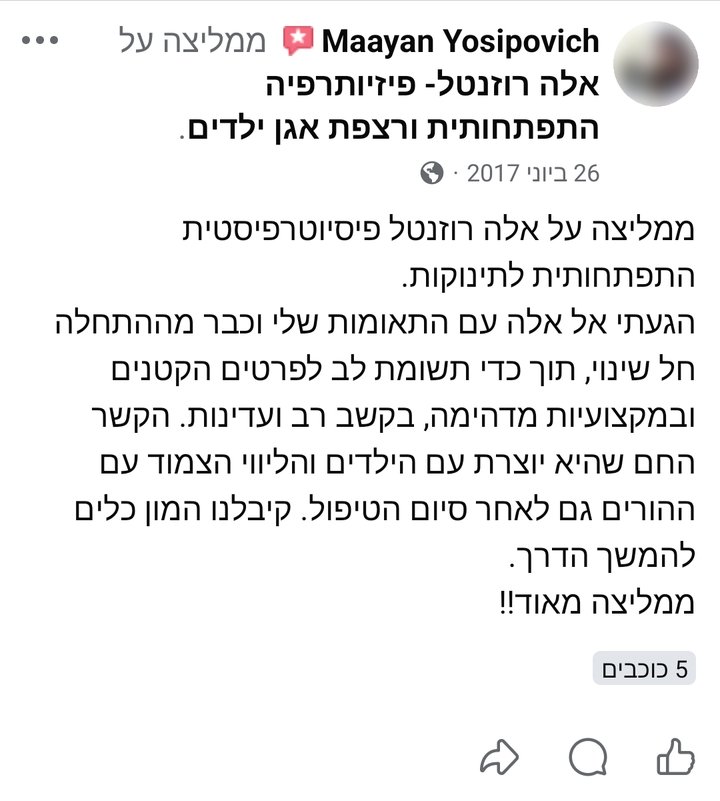 Maayan Yosipovich ממליצה על
אלה רוזנטל- פיזיותרפיה
התפתחותית ורצפת אגן ילדים.
26 ביוני 2017 ·
ממליצה על אלה רוזנטל פיסיוטרפיסטית
התפתחותית לתינוקות.
הגעתי אל אלה עם התאומות שלי וכבר מההתחלה
חל שינוי, תוך כדי תשומת לב לפרטים הקטנים
ובמקצועיות מדהימה, בקשב רב ועדינות. הקשר
החם שהיא יוצרת עם הילדים והליווי הצמוד עם
ההורים גם לאחר סיום הטיפול. קיבלנו המון כלים
להמשך הדרך.
ממליצה מאוד!!
5 כוכבים